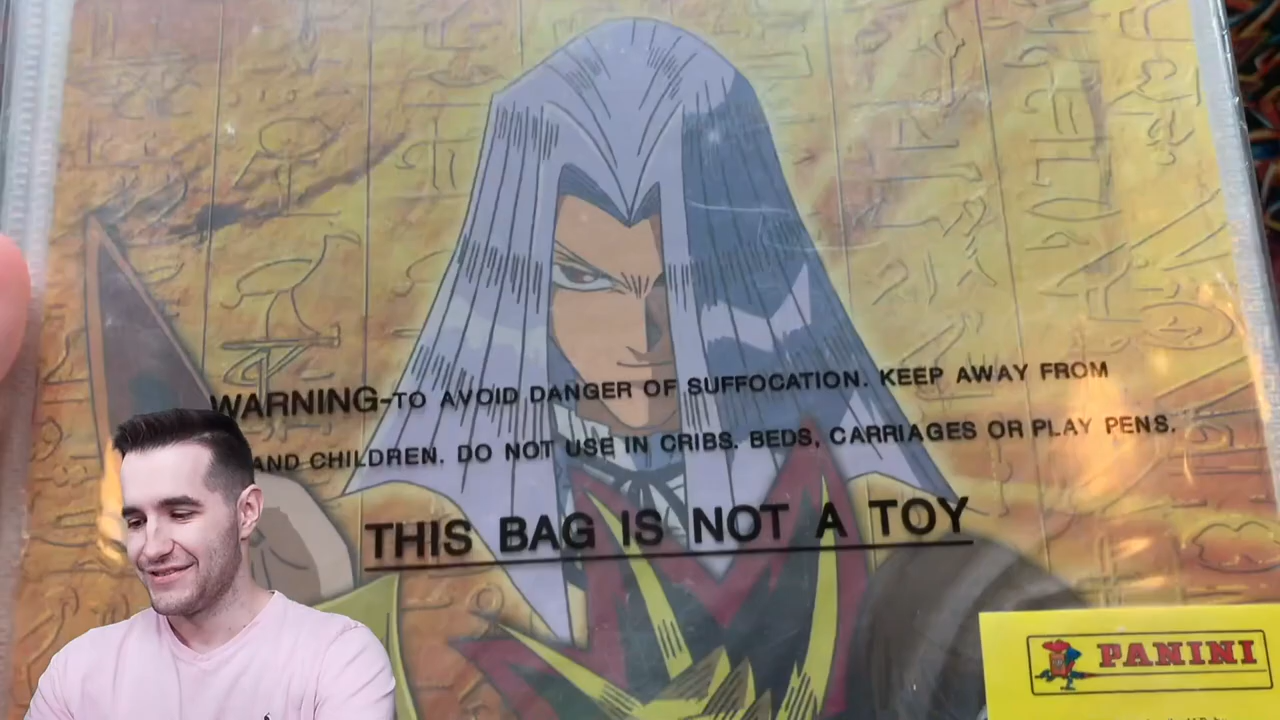 WARNING-TO AVOID DANGER OF SUFFOCATION. KEEP AWAY FROM
AND CHILDREN. DO NOT USE IN CRIBS. BEDS, CARRIAGES OR PLAY PENS.
THIS BAG IS NOT A TOY
PANINI